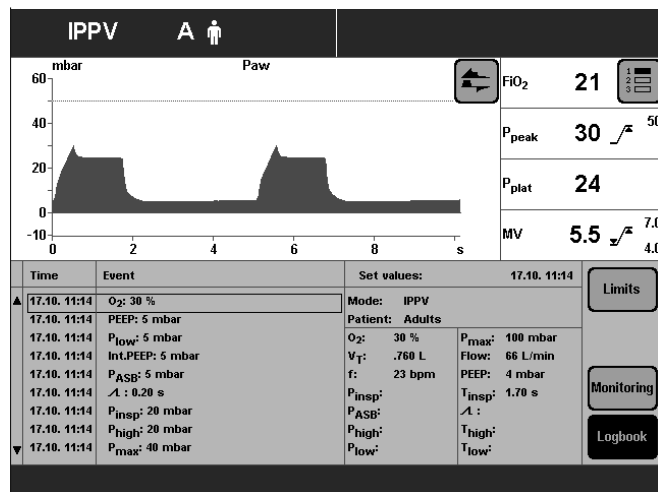 IPPV A
mbar Paw
60
40
20
0
-10
0 2 4 6 8 s
FiO2 21
1
2
3
Ppeak 30 50
Pplat 24
MV 5.5 7.0
4.0
Time Event
17.10. 11:14 O2: 30 %
17.10. 11:14 PEEP: 5 mbar
17.10. 11:14 Plow: 5 mbar
17.10. 11:14 Int.PEEP: 5 mbar
17.10. 11:14 PASB: 5 mbar
17.10. 11:14 : 0.20 s
17.10. 11:14 Pinsp: 20 mbar
17.10. 11:14 Phigh: 20 mbar
17.10. 11:14 Pmax: 40 mbar
Set values: 17.10. 11:14
Mode: IPPV
Patient: Adults
O2: 30 % Pmax: 100 mbar
VT: .760 L Flow: 66 L/min
f: 23 bpm PEEP: 4 mbar
Pinsp: Tinsp: 1.70 s
PASB: :
Phigh: Thigh:
Plow: Tlow:
Limits
Monitoring
Logbook